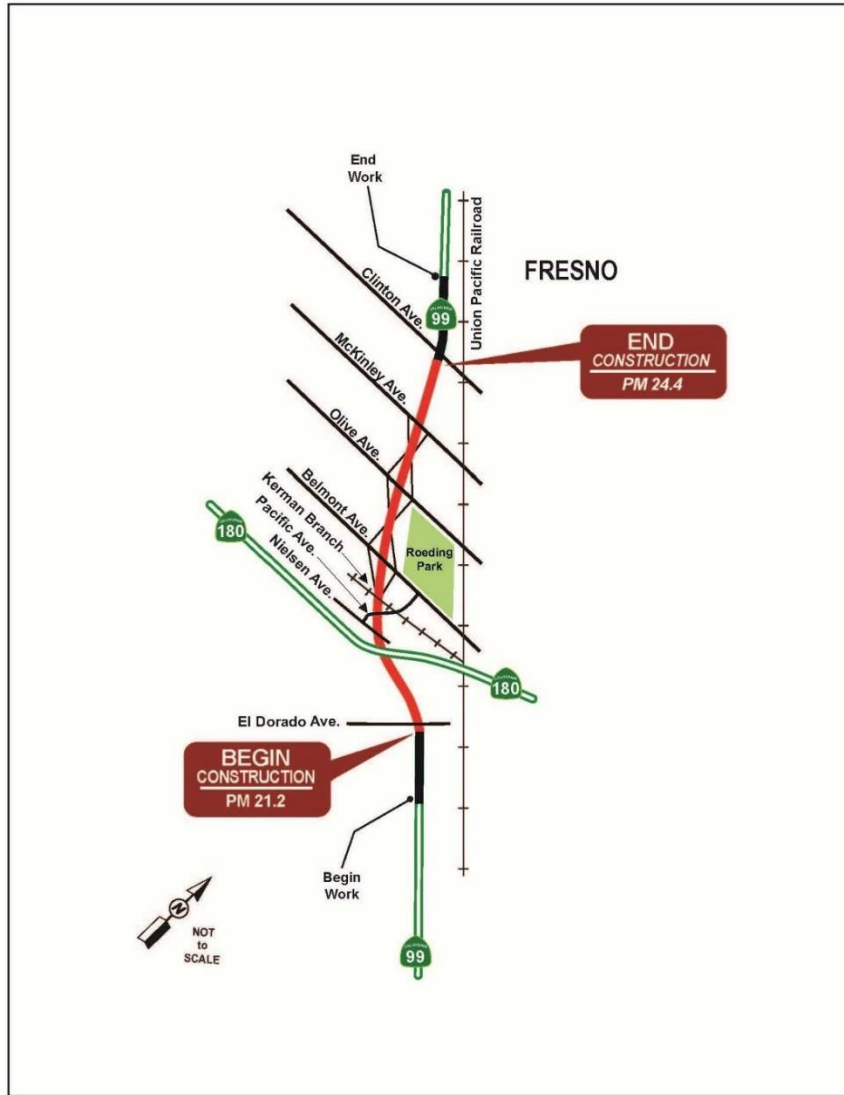 End
Work
Union Pacific Railroad
FRESNO
Clinton Ave.
99
END
CONSTRUCTION
PM 24.4
McKinley Ave.
Olive Ave.
Belmont Ave.
Kerman Branch
Pacific Ave.
Nielsen Ave.
180
Roeding
Park
180
El Dorado Ave.
BEGIN
CONSTRUCTION
PM 21.2
Begin
Work
N
NOT
to
SCALE
99